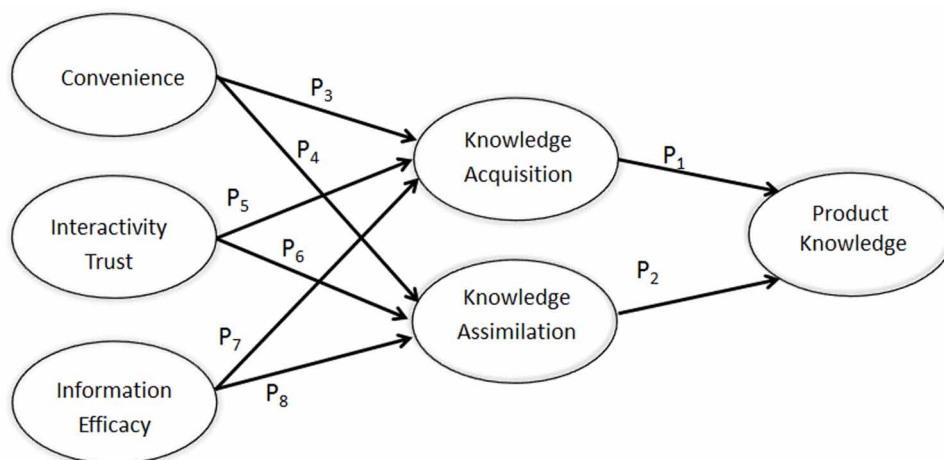 Convenience
P3
P4
Knowledge
Acquisition
P1
Interactivity
Trust
P5
P6
Product
Knowledge
P2
Knowledge
Assimilation
P7
P8
Information
Efficacy